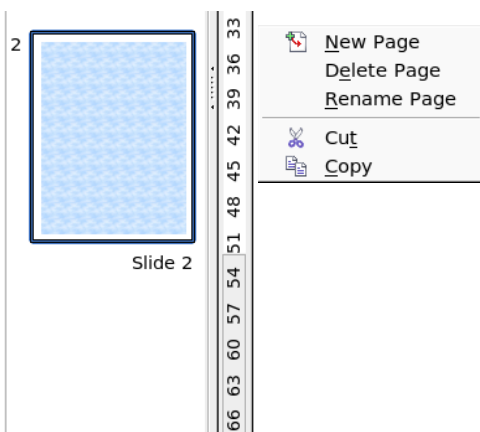 2
Slide 2
33
36
39
42
45
48
51
54
57
60
63
66
New Page
Delete Page
Rename Page
Cut
Copy